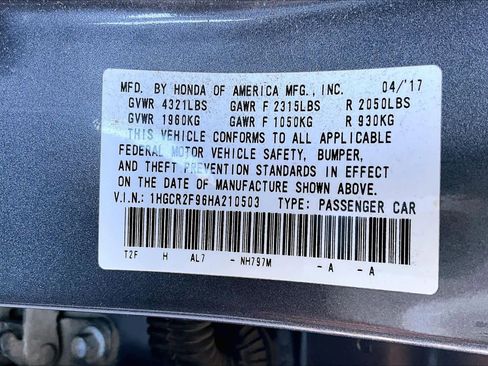 MFD. BY HONDA OF AMERICA MFG., INC. 04/'17
GVWR 4321LBS GAWR F 2315LBS R 2050LBS
GVWR 1960KG GAWR F 1050KG R 930KG
THIS VEHICLE CONFORMS TO ALL APPLICABLE
FEDERAL MOTOR VEHICLE SAFETY, BUMPER,
AND THEFT PREVENTION STANDARDS IN EFFECT
ON THE DATE OF MANUFACTURE SHOWN ABOVE.
V.I.N.: 1HGCR2F96HA210503 TYPE: PASSENGER CAR
T2F H AL7 - NH797M - A - A